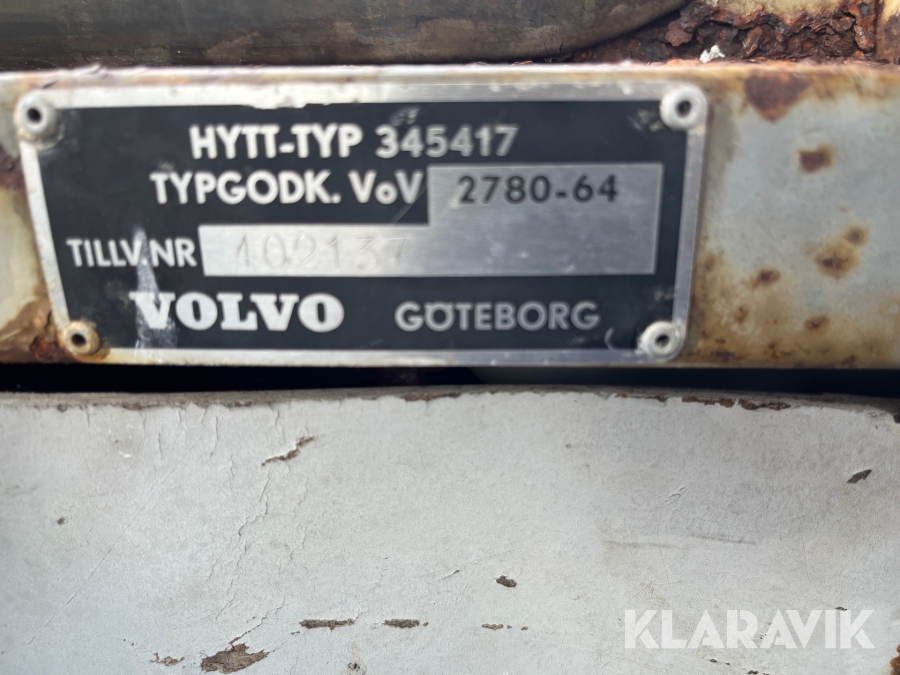 HYTT-TYP 345417
TYPGODK. VoV 2780-64
TILLV.NR 102137
VOLVO GÖTEBORG
KLARAVIK